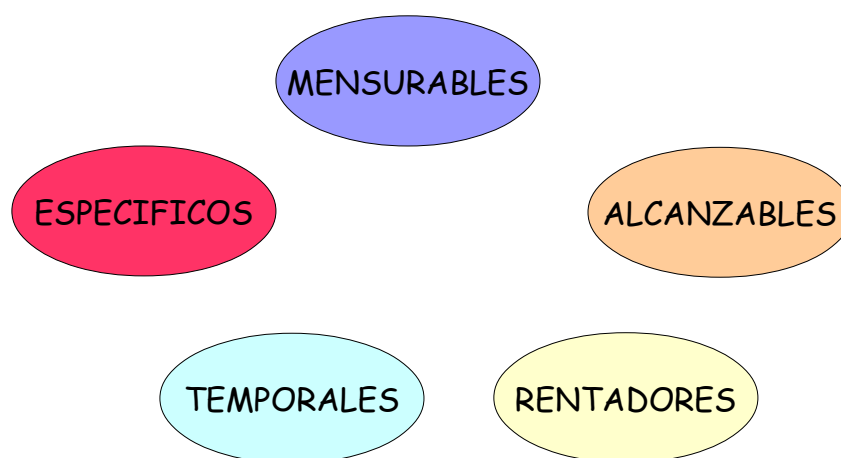 MENSURABLES
ESPECIFICOS
ALCANZABLES
TEMPORALES
RENTADORES